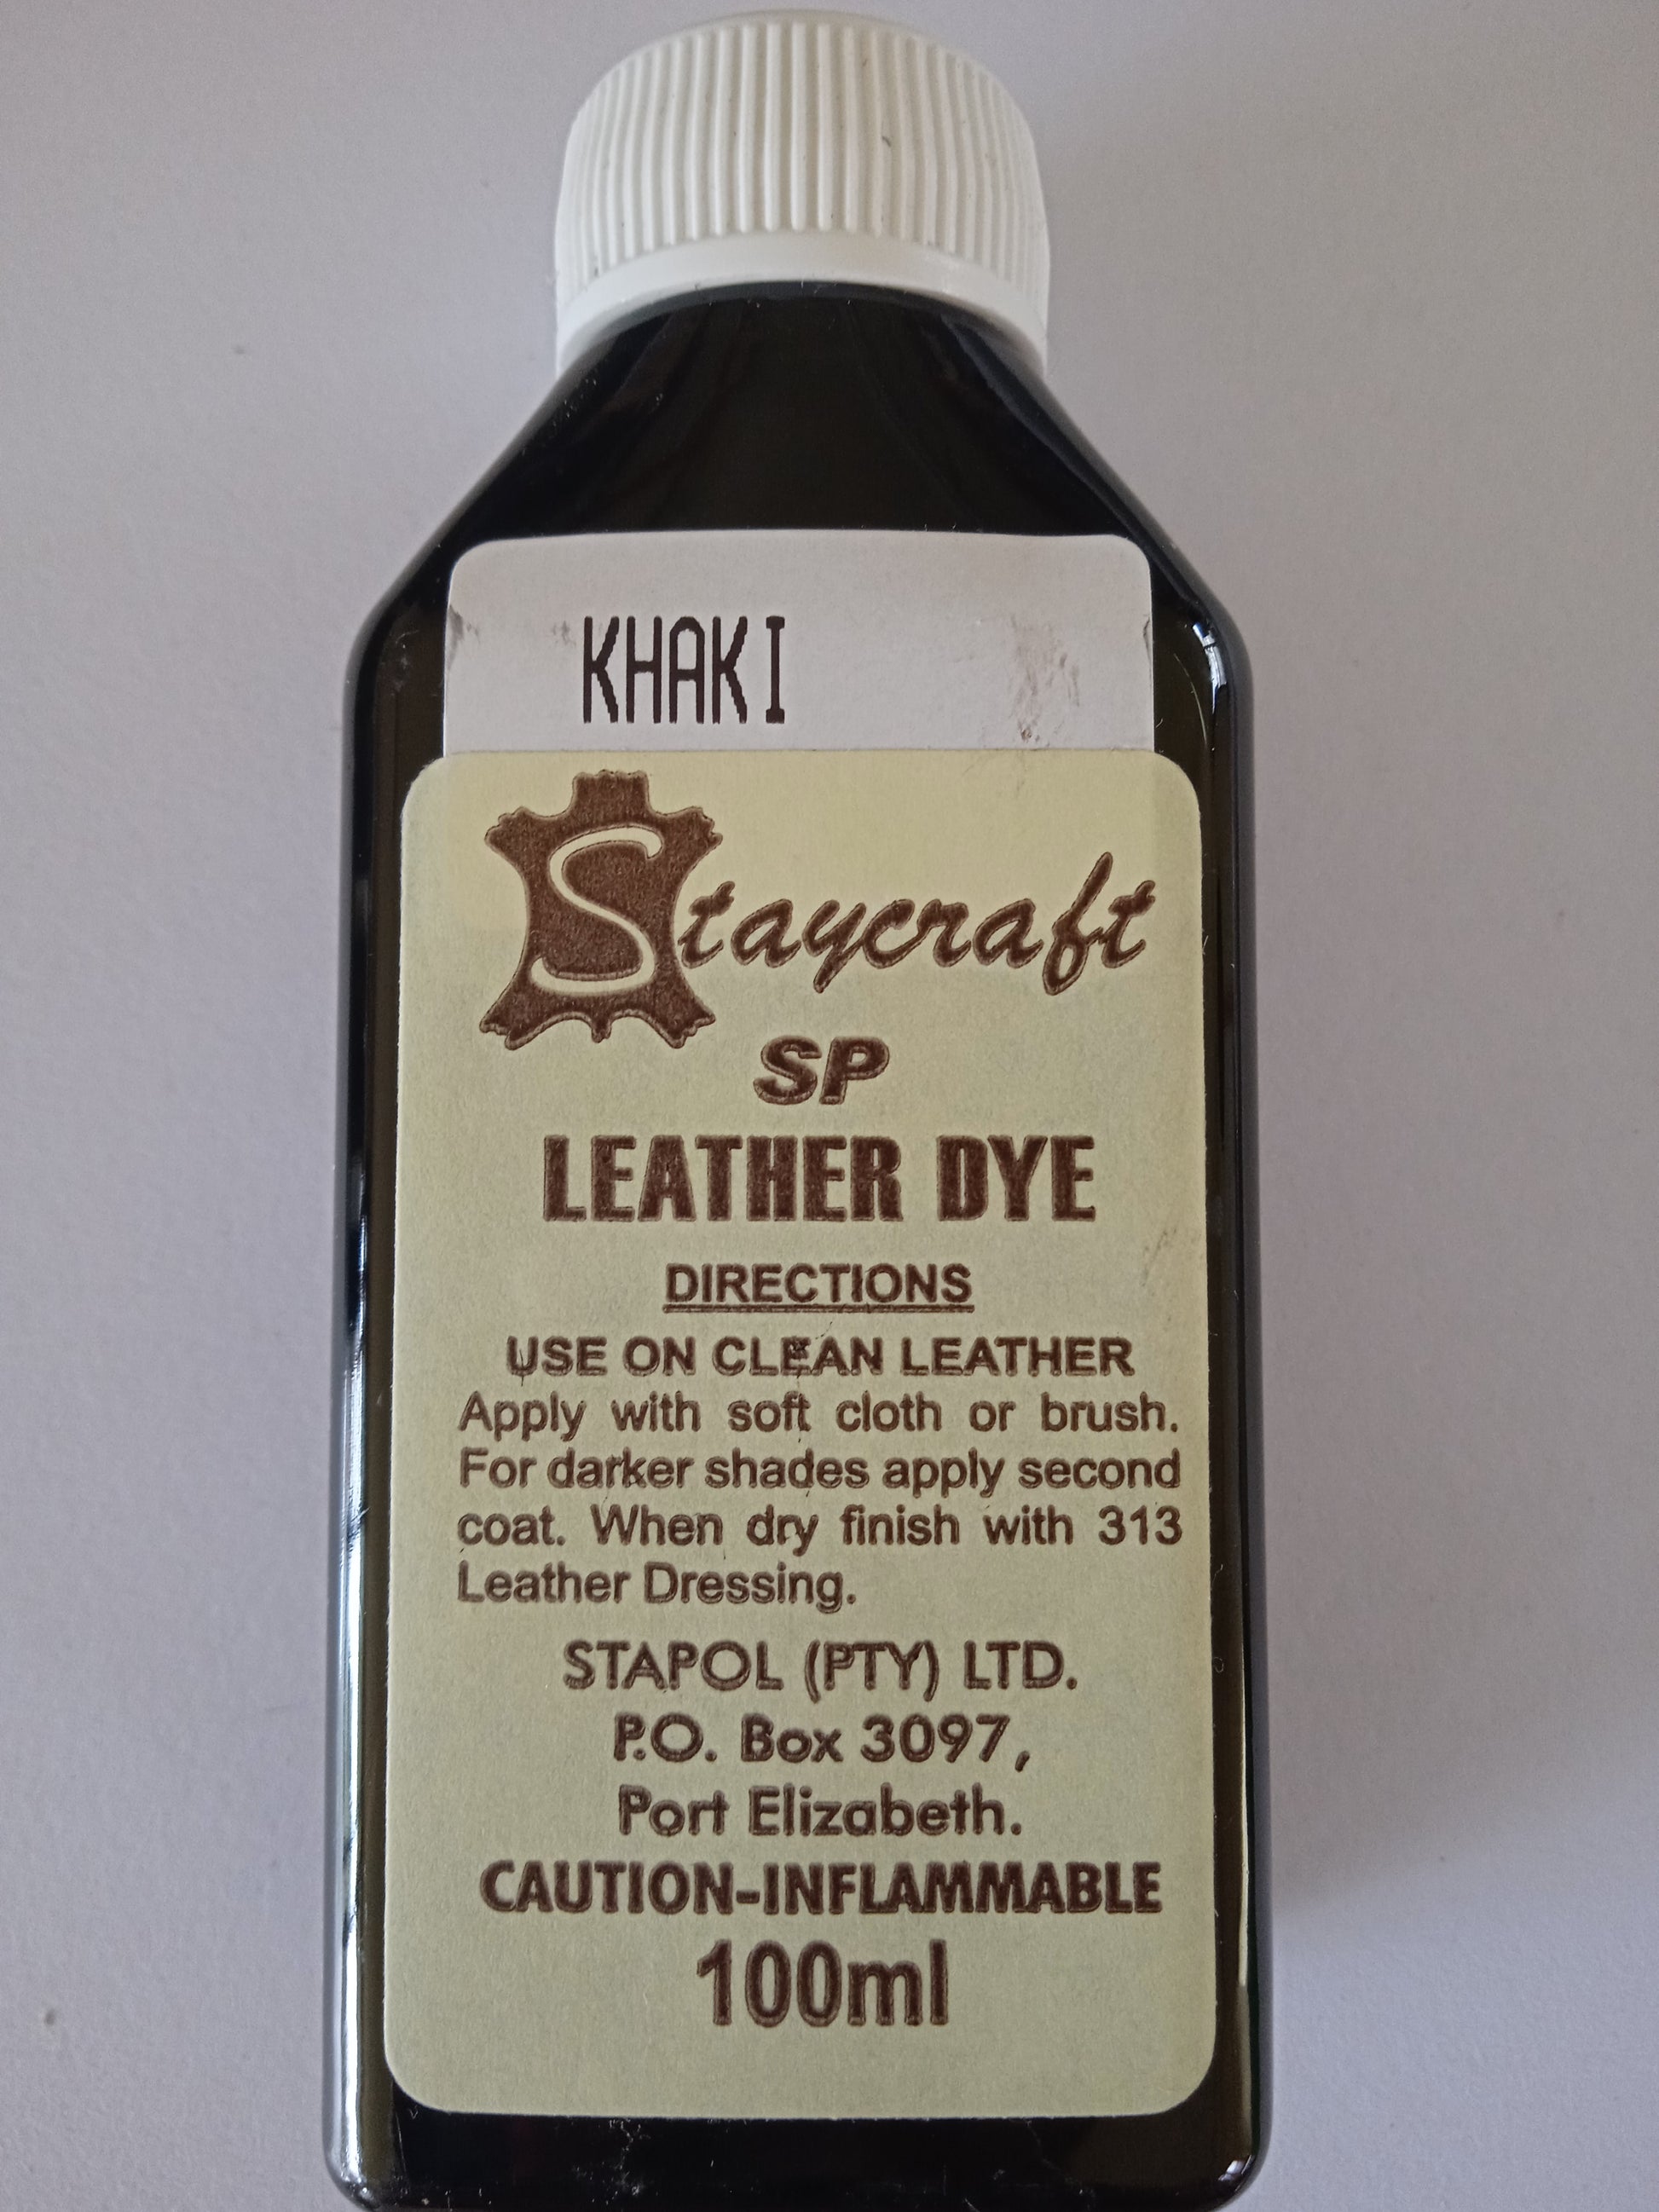 KHAKI
Staycraft
SP
LEATHER DYE
DIRECTIONS
USE ON CLEAN LEATHER
Apply with soft cloth or brush.
For darker shades apply second
coat. When dry finish with 313
Leather Dressing.
STAPOL (PTY) LTD.
P.O. Box 3097,
Port Elizabeth.
CAUTION-INFLAMMABLE
100ml